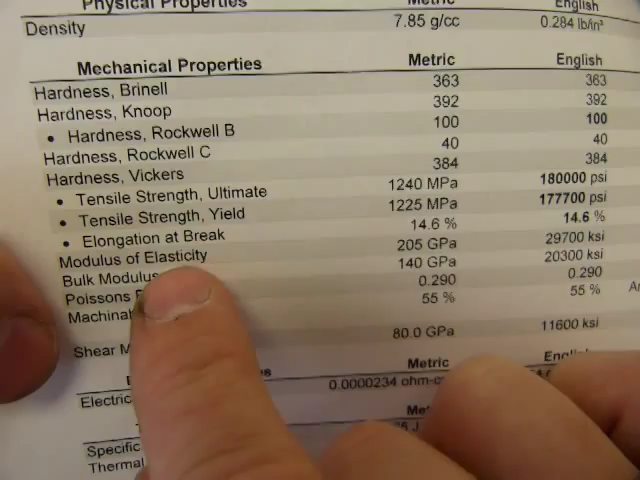 Physical Properties Metric English
Density 7.85 g/cc 0.284 lb/in³
Mechanical Properties Metric English
Hardness, Brinell 363 363
Hardness, Knoop 392 392
• Hardness, Rockwell B 100 100
Hardness, Rockwell C 40 40
Hardness, Vickers 384 384
• Tensile Strength, Ultimate 1240 MPa 180000 psi
• Tensile Strength, Yield 1225 MPa 177700 psi
• Elongation at Break 14.6 % 14.6 %
Modulus of Elasticity 205 GPa 29700 ksi
Bulk Modulus 140 GPa 20300 ksi
Poissons 0.290 0.290
55 % 55 %
Shear 80.0 GPa 11600 ksi
Metric
0.0000234
Specific
Thermal